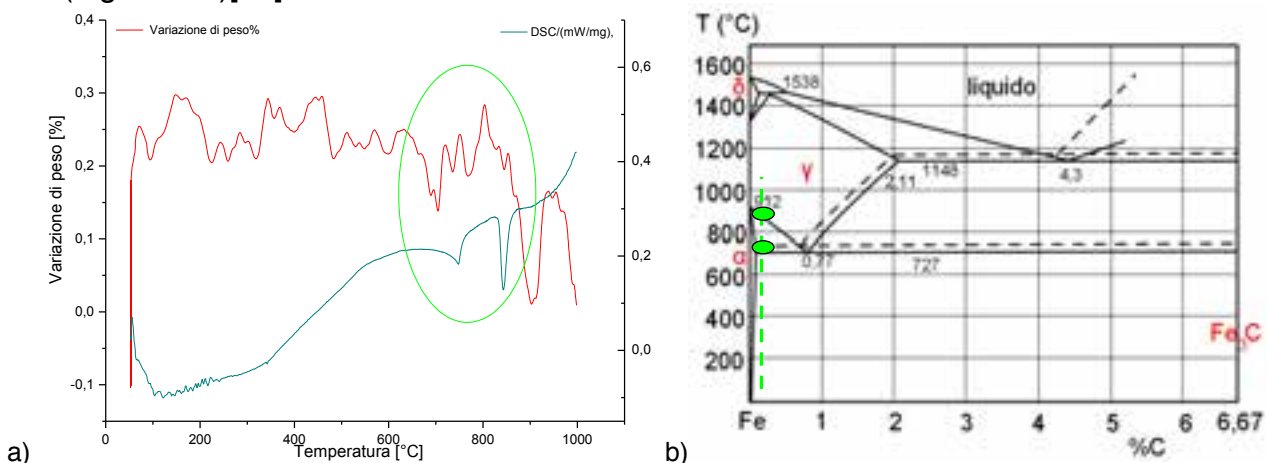 Variazione di peso%
DSC/(mW/mg),
0,4
0,3
0,2
0,1
0,0
-0,1
Variazione di peso [%]
0,6
0,4
0,2
0,0
0
200
400
600
800
1000
Temperatura [°C]
a)
T (°C)
1600
1400
1200
1000
800
600
400
200
δ
1538
liquido
γ
1148
2,11
4,3
912
α
0,77
727
Fe3C
Fe
1
2
3
4
5
6
6,67
%C
b)